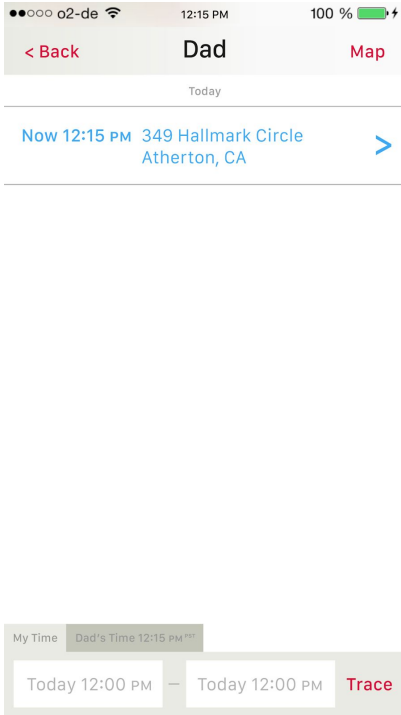 o2-de 12:15 PM 100 %
< Back Dad Map
Today
Now 12:15 PM 349 Hallmark Circle >
Atherton, CA
My Time Dad's Time 12:15 PM
Today 12:00 PM – Today 12:00 PM Trace